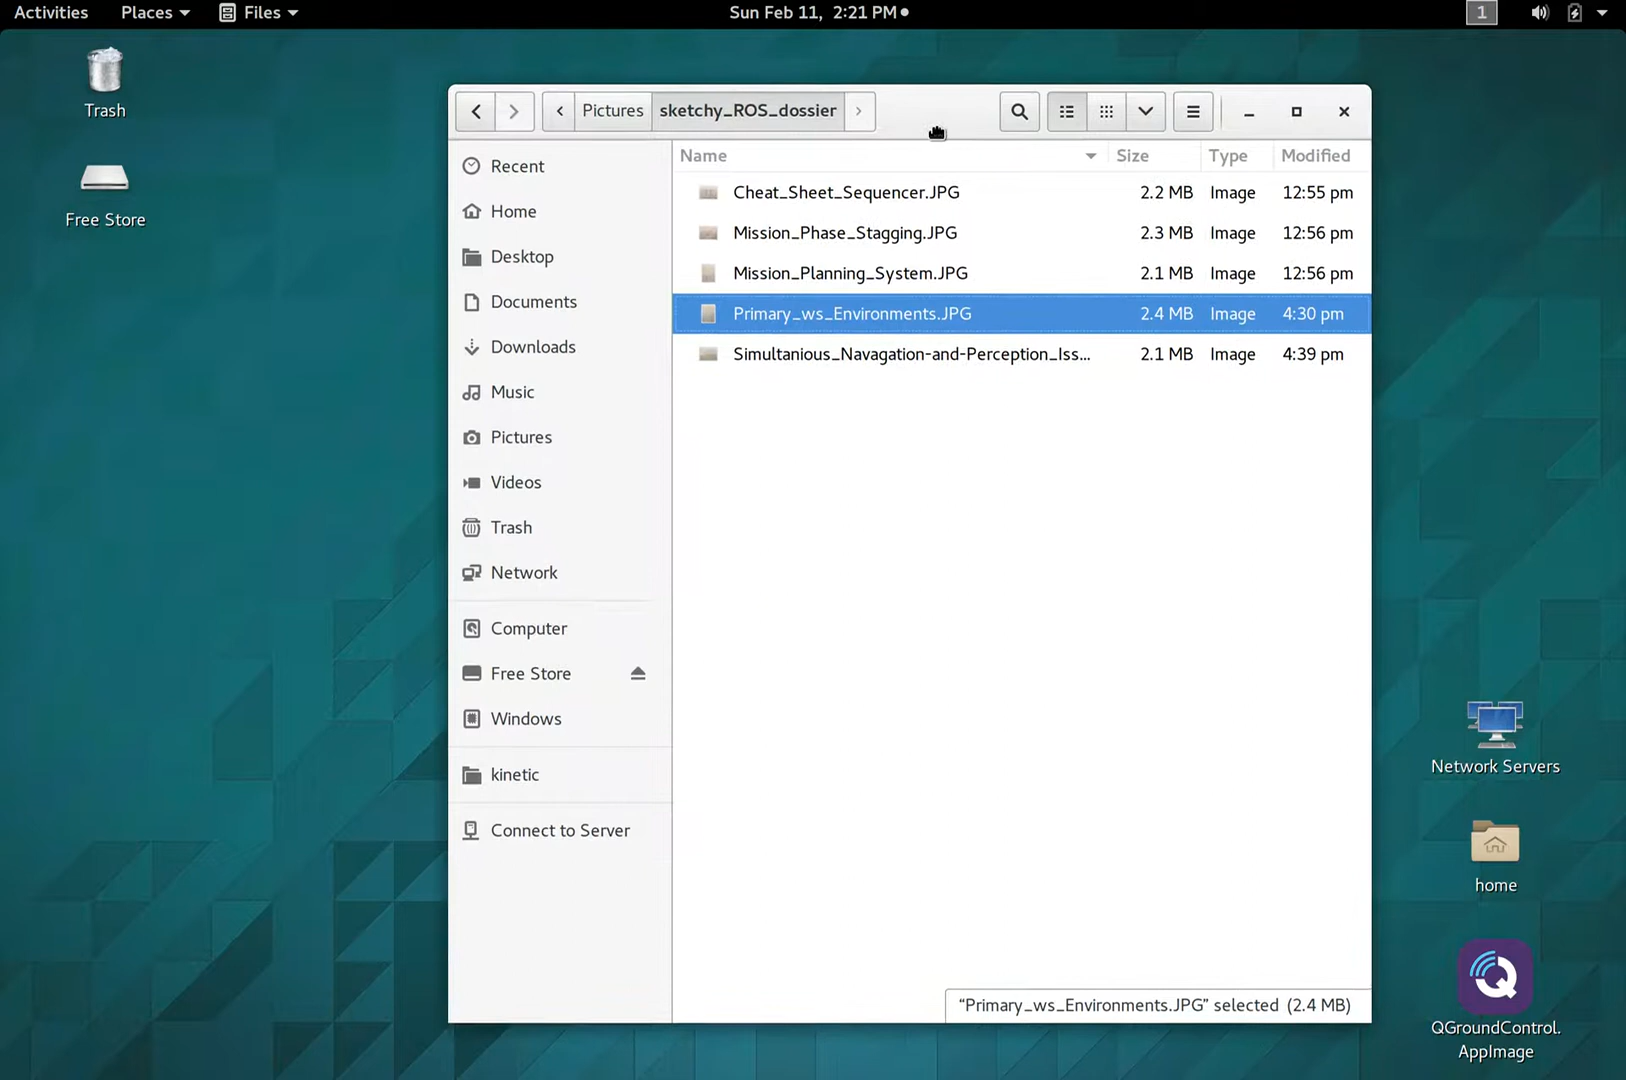 Activities Places Files Sun Feb 11, 2:21 PM 1
Trash
Free Store
Pictures sketchy_ROS_dossier
Name Size Type Modified
Cheat_Sheet_Sequencer.JPG 2.2 MB Image 12:55 pm
Mission_Phase_Stagging.JPG 2.3 MB Image 12:56 pm
Mission_Planning_System.JPG 2.1 MB Image 12:56 pm
Primary_ws_Environments.JPG 2.4 MB Image 4:30 pm
Simultanious_Navagation-and-Perception_Iss... 2.1 MB Image 4:39 pm
Recent
Home
Desktop
Documents
Downloads
Music
Pictures
Videos
Trash
Network
Computer
Free Store
Windows
kinetic
Connect to Server
“Primary_ws_Environments.JPG” selected (2.4 MB)
Network Servers
home
QGroundControl.
AppImage